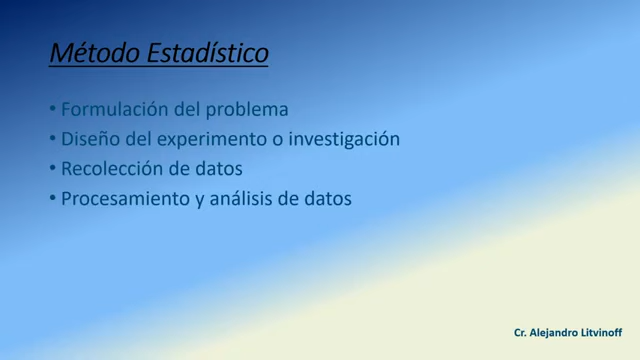 Método Estadístico
• Formulación del problema
• Diseño del experimento o investigación
• Recolección de datos
• Procesamiento y análisis de datos
Cr. Alejandro Litvinoff